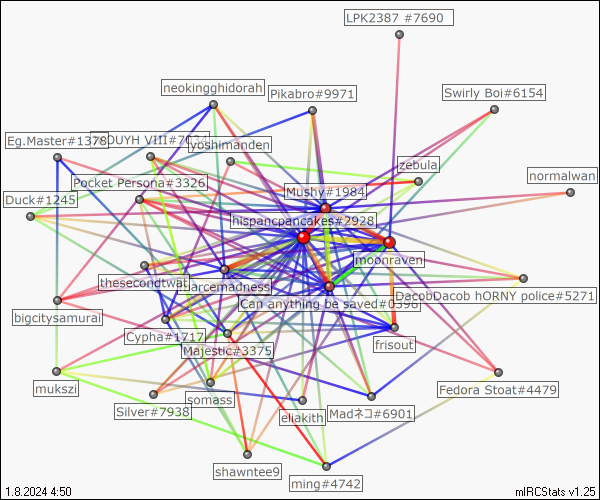 LPK2387 #7690
neokingghidorah
Pikabro#9971
Swirly Boi#6154
Eg.Master#1378
VIII#7034
yoshimanden
zebula
normalwan
Pocket Persona#3326
Mushy#1984
Duck#1245
hispancpancakes#2928
moonraven
thesecondtwat
arcemadness
DacobDacob hORNY police#5271
Can anything be saved#0398
bigcitysamurai
Cypha#1717
Majestic#3375
frisout
mukszi
Fedora Stoat#4479
somass
Silver#7938
eliakith
Madネコ#6901
shawntee9
ming#4742
1.8.2024 4:50
mIRCStats v1.25